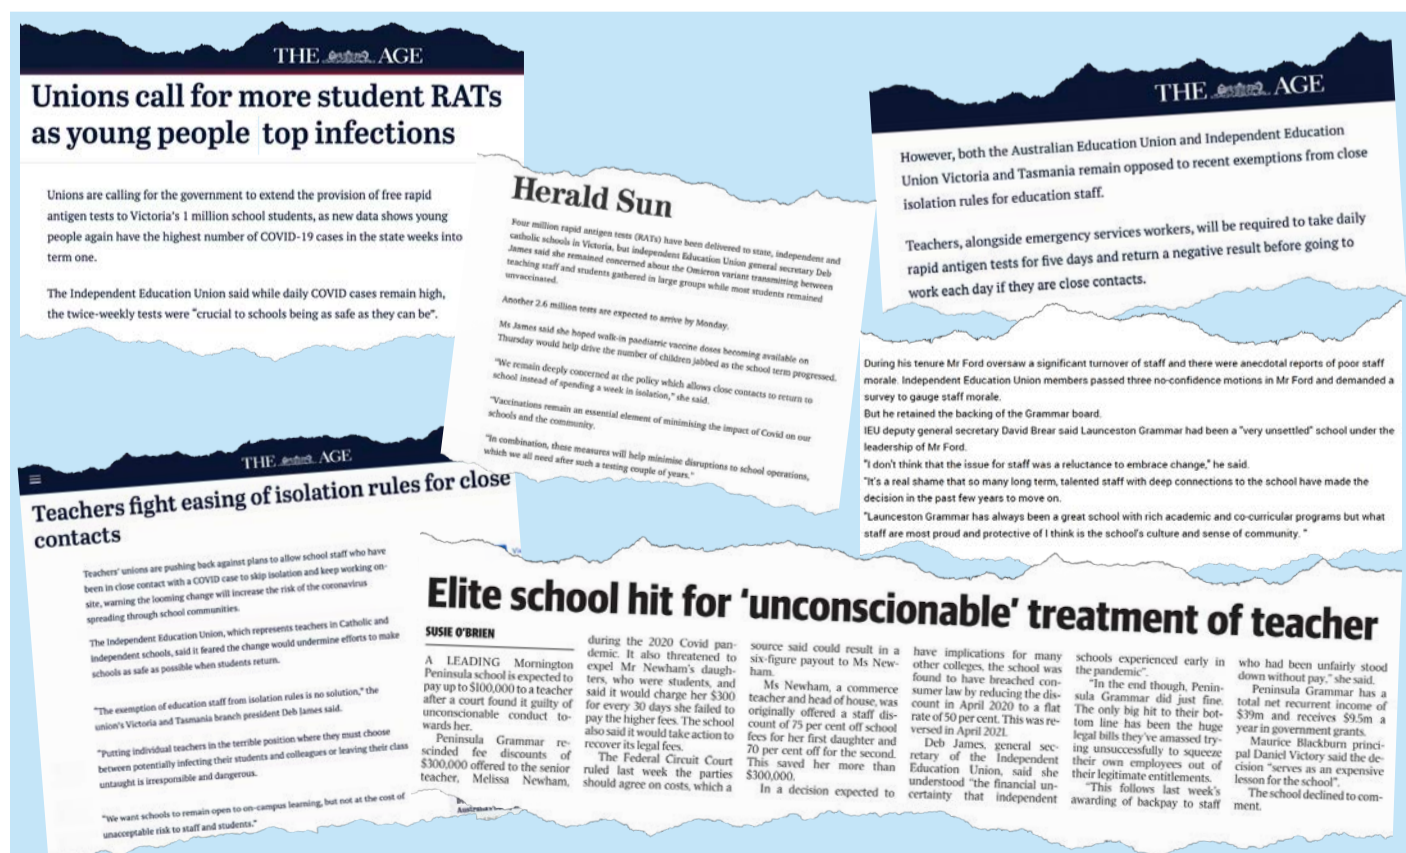 THE AGE
Unions call for more student RATs
as young people top infections
Unions are calling for the government to extend the provision of free rapid
antigen tests to Victoria's 1 million school students, as new data shows young
people again have the highest number of COVID-19 cases in the state weeks into
term one.
The Independent Education Union said while daily COVID cases remain high,
the twice-weekly tests were "crucial to schools being as safe as they can be".
Herald Sun
Four million rapid antigen tests (RATs) have been delivered to state, independent and
catholic schools in Victoria, but independent Education Union general secretary Deb
James said she remained concerned about the Omicron variant transmitting between
teaching staff and students gathered in large groups while most students remained
unvaccinated.
Another 2.6 million tests are expected to arrive by Monday.
Ms James said she hoped walk-in paediatric vaccine doses becoming available on
Thursday would help drive the number of children jabbed as the school term progressed.
"We remain deeply concerned at the policy which allows close contacts to return to
school instead of spending a week in isolation," she said.
"Vaccinations remain an essential element of minimising the impact of Covid on our
schools and the community.
"In combination, these measures will help minimise disruptions to school operations,
which we all need after such a testing couple of years."
THE AGE
However, both the Australian Education Union and Independent Education
Union Victoria and Tasmania remain opposed to recent exemptions from close
isolation rules for education staff.
Teachers, alongside emergency services workers, will be required to take daily
rapid antigen tests for five days and return a negative result before going to
work each day if they are close contacts.
During his tenure Mr Ford oversaw a significant turnover of staff and there were anecdotal reports of poor staff
morale. Independent Education Union members passed three no-confidence motions in Mr Ford and demanded a
survey to gauge staff morale.
But he retained the backing of the Grammar board.
IEU deputy general secretary David Brear said Launceston Grammar had been a "very unsettled" school under the
leadership of Mr Ford.
"I don't think that the issue for staff was a reluctance to embrace change," he said.
"It's a real shame that so many long term, talented staff with deep connections to the school have made the
decision in the past few years to move on.
"Launceston Grammar has always been a great school with rich academic and co-curricular programs but what
staff are most proud and protective of I think is the school's culture and sense of community. "
THE AGE
Teachers fight easing of isolation rules for close
contacts
Teachers' unions are pushing back against plans to allow school staff who have
been in close contact with a COVID case to skip isolation and keep working on-
site, warning the looming change will increase the risk of the coronavirus
spreading through school communities.
The Independent Education Union, which represents teachers in Catholic and
independent schools, said it feared the change would undermine efforts to make
schools as safe as possible when students return.
"The exemption of education staff from isolation rules is no solution," the
union's Victoria and Tasmania branch president Deb James said.
"Putting individual teachers in the terrible position where they must choose
between potentially infecting their students and colleagues or leaving their class
untaught is irresponsible and dangerous.
"We want schools to remain open to on-campus learning, but not at the cost of
unacceptable risk to staff and students."
Elite school hit for 'unconscionable' treatment of teacher
SUSIE O'BRIEN
A LEADING Mornington
Peninsula school is expected to
pay up to $100,000 to a teacher
after a court found it guilty of
unconscionable conduct to-
wards her.
Peninsula Grammar re-
scinded fee discounts of
$300,000 offered to the senior
teacher, Melissa Newham,
during the 2020 Covid pan-
demic. It also threatened to
expel Mr Newham's daugh-
ters, who were students, and
said it would charge her $300
for every 30 days she failed to
pay the higher fees. The school
also said it would take action to
recover its legal fees.
The Federal Circuit Court
ruled last week the parties
should agree on costs, which a
source said could result in a
six-figure payout to Ms New-
ham.
Ms Newham, a commerce
teacher and head of house, was
originally offered a staff dis-
count of 75 per cent off school
fees for her first daughter and
70 per cent off for the second.
This saved her more than
$300,000.
In a decision expected to
have implications for many
other colleges, the school was
found to have breached con-
sumer law by reducing the dis-
count in April 2020 to a flat
rate of 50 per cent. This was re-
versed in April 2021.
Deb James, general sec-
retary of the Independent
Education Union, said she
understood "the financial un-
certainty that independent
schools experienced early in
the pandemic".
"In the end though, Penin-
sula Grammar did just fine.
The only big hit to their bot-
tom line has been the huge
legal bills they've amassed try-
ing unsuccessfully to squeeze
their own employees out of
their legitimate entitlements.
"This follows last week's
awarding of backpay to staff
who had been unfairly stood
down without pay," she said.
Peninsula Grammar has a
total net recurrent income of
$39m and receives $9.5m a
year in government grants.
Maurice Blackburn princi-
pal Daniel Victory said the de-
cision "serves as an expensive
lesson for the school".
The school declined to com-
ment.